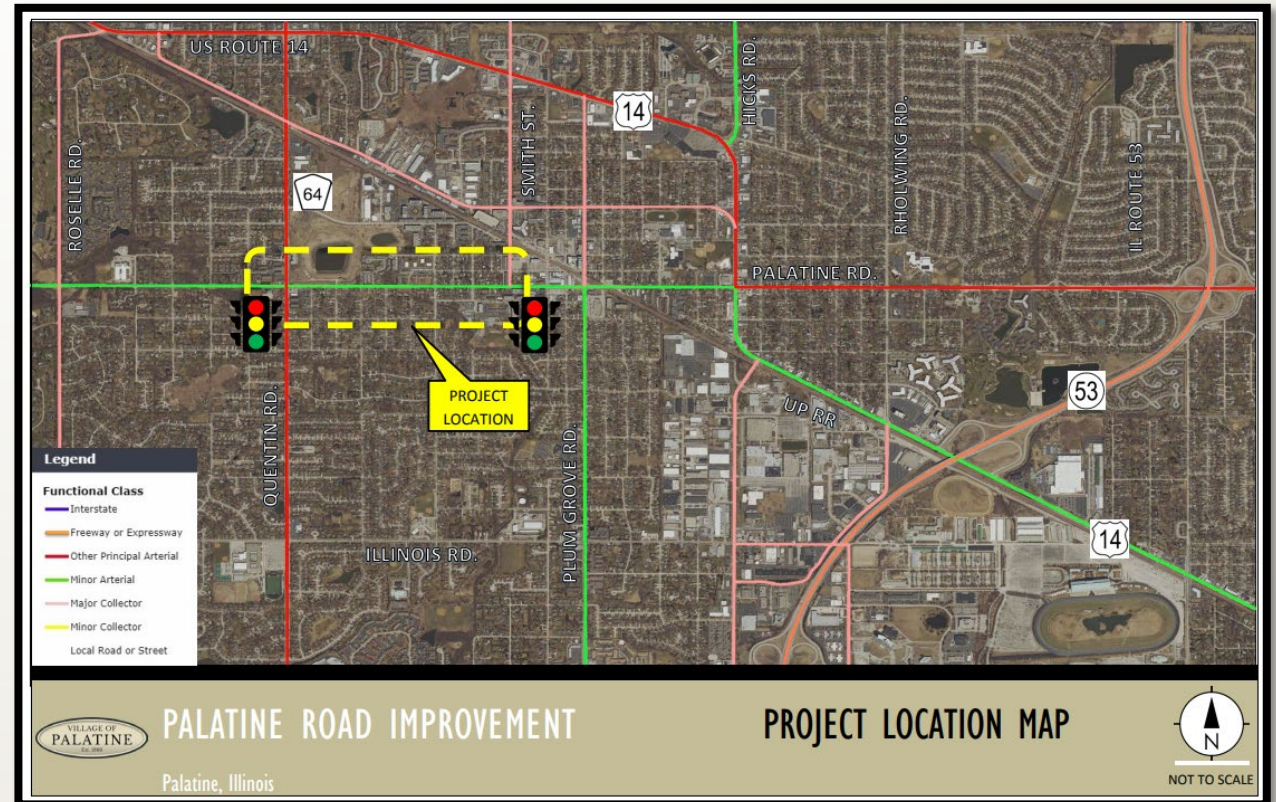 US ROUTE 14
14
HICKS RD.
SMITH ST.
ROSELLE RD.
RHOLWING RD.
IL ROUTE 53
64
PALATINE RD.
PROJECT
LOCATION
53
UP RR
QUENTIN RD.
PLUM GROVE RD.
ILLINOIS RD.
14
Legend
Functional Class
Interstate
Freeway or Expressway
Other Principal Arterial
Minor Arterial
Major Collector
Minor Collector
Local Road or Street
VILLAGE OF
PALATINE
PALATINE ROAD IMPROVEMENT
Palatine, Illinois
PROJECT LOCATION MAP
N
NOT TO SCALE